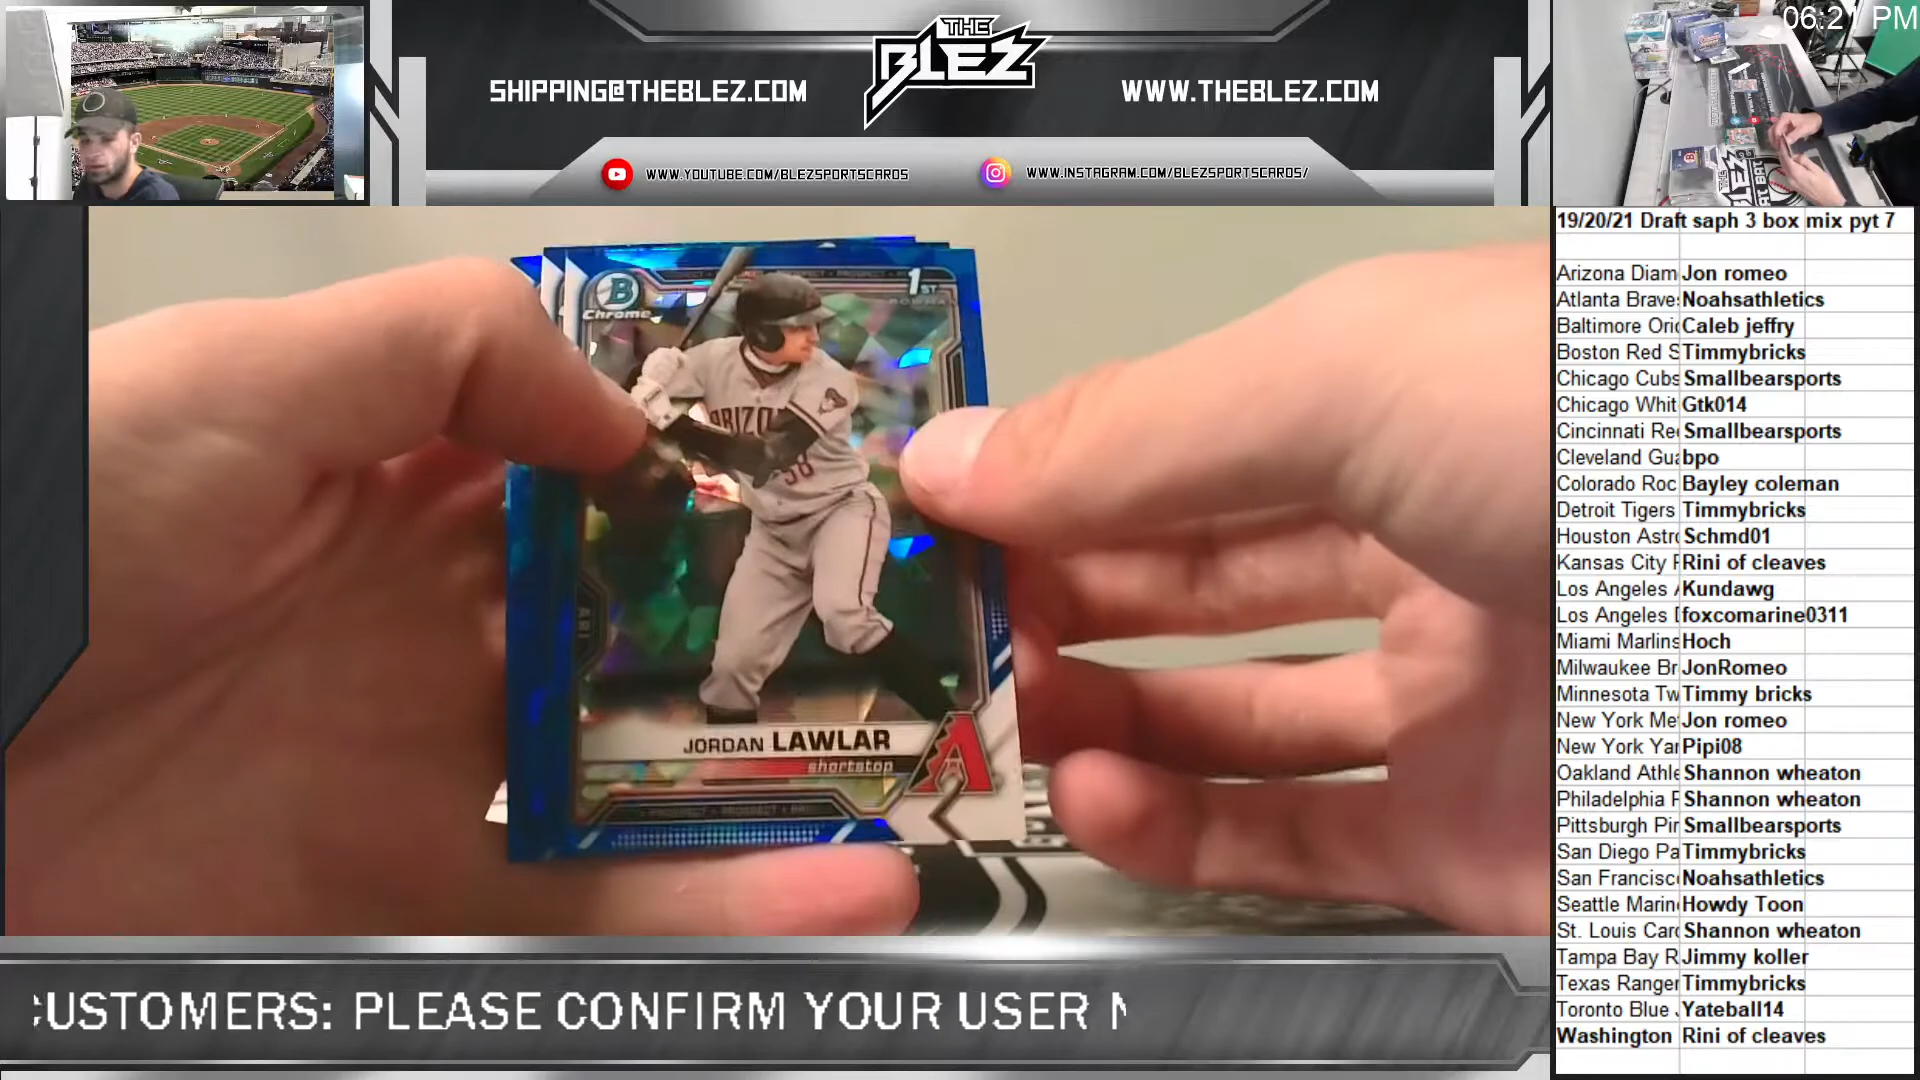 06:21 PM
THE
BLEZ
SHIPPING@THEBLEZ.COM
WWW.THEBLEZ.COM
WWW.YOUTUBE.COM/BLEZSPORTSCARDS
WWW.INSTAGRAM.COM/BLEZSPORTSCARDS/
19/20/21 Draft saph 3 box mix pyt 7
Arizona Diam Jon romeo
Atlanta Brave Noahsathletics
Baltimore Ori Caleb jeffry
Boston Red S Timmybricks
Chicago Cubs Smallbearsports
Chicago Whit Gtk014
Cincinnati Re Smallbearsports
Cleveland Gua bpo
Colorado Roc Bayley coleman
Detroit Tigers Timmybricks
Houston Astr Schmd01
Kansas City Rini of cleaves
Los Angeles Kundawg
Los Angeles foxcomarine0311
Miami Marlins Hoch
Milwaukee Br JonRomeo
Minnesota Tw Timmy bricks
New York Me Jon romeo
New York Yan Pipi08
Oakland Athle Shannon wheaton
Philadelphia Shannon wheaton
Pittsburgh Pir Smallbearsports
San Diego Pa Timmybricks
San Francisc Noahsathletics
Seattle Marin Howdy Toon
St. Louis Car Shannon wheaton
Tampa Bay R Jimmy koller
Texas Ranger Timmybricks
Toronto Blue Yateball14
Washington Rini of cleaves
B
Chrome
1ST
ARIZO
58
ARI
JORDAN LAWLAR
shortstop
CUSTOMERS: PLEASE CONFIRM YOUR USER N